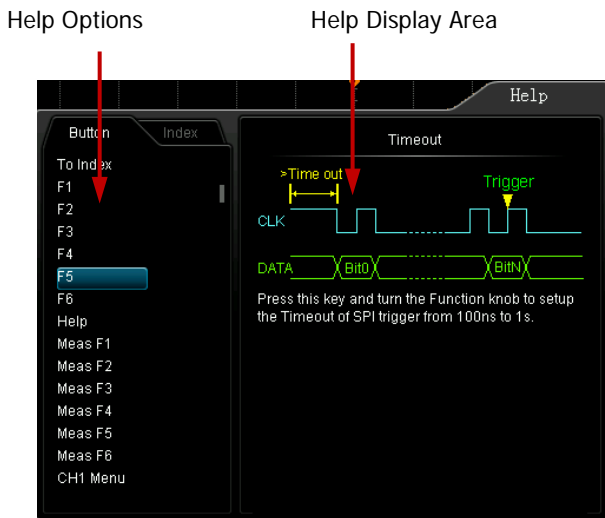 Help Options
Help Display Area
Help
Button
Index
To Index
F1
F2
F3
F4
F5
F6
Help
Meas F1
Meas F2
Meas F3
Meas F4
Meas F5
Meas F6
CH1 Menu
Timeout
>Time out
Trigger
CLK
DATA
Bit0
BitN
Press this key and turn the Function knob to setup
the Timeout of SPI trigger from 100ns to 1s.